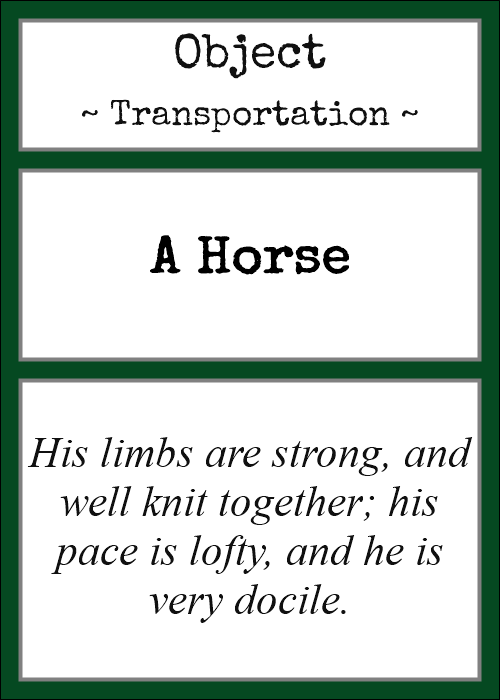 Object
~ Transportation ~
A Horse
His limbs are strong, and
well knit together; his
pace is lofty, and he is
very docile.